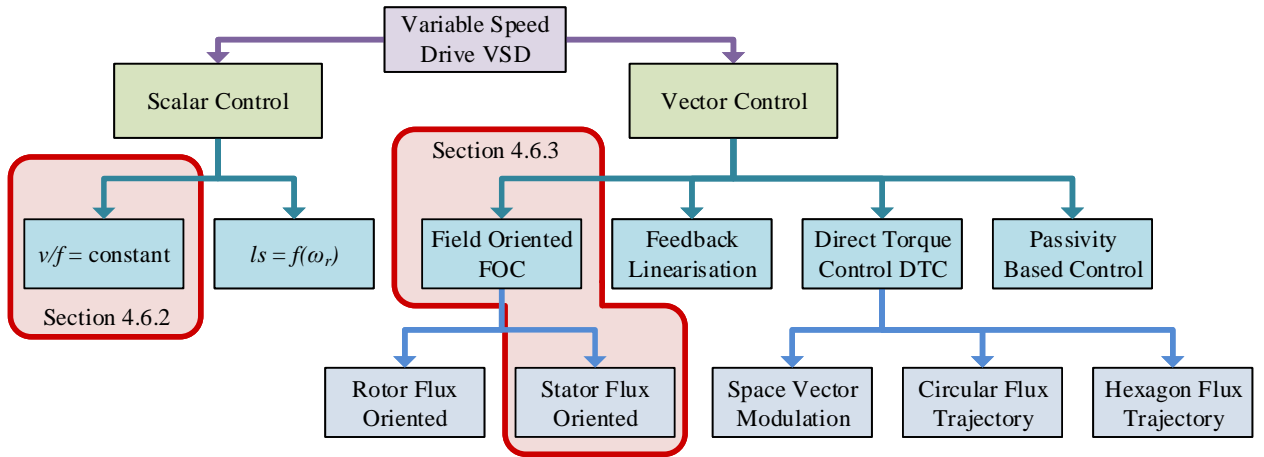 Variable Speed
Drive VSD
Scalar Control
Vector Control
Section 4.6.3
v/f = constant
ls = f(ωr)
Field Oriented
FOC
Feedback
Linearisation
Direct Torque
Control DTC
Passivity
Based Control
Section 4.6.2
Rotor Flux
Oriented
Stator Flux
Oriented
Space Vector
Modulation
Circular Flux
Trajectory
Hexagon Flux
Trajectory